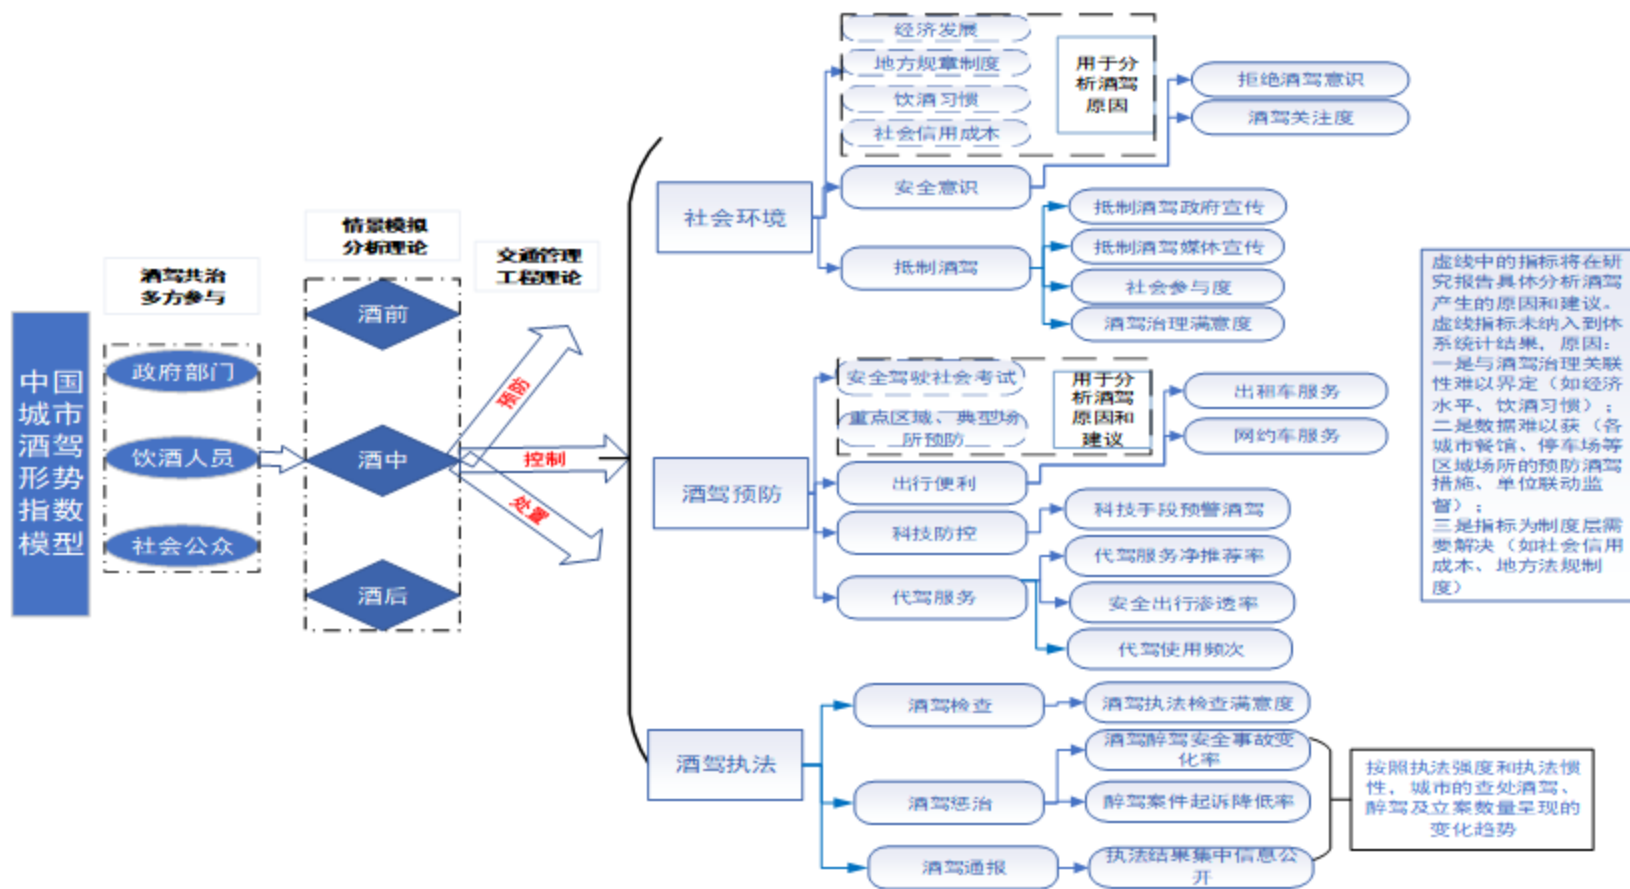 中国
城市
酒驾
形势
指数
模型
酒驾共治
多方参与
政府部门
饮酒人员
社会公众
情景模拟
分析理论
酒前
酒中
酒后
交通管理
工程理论
预防
控制
处置
社会环境
经济发展
地方规章制度
饮酒习惯
社会信用成本
用于分
析酒驾
原因
安全意识
拒绝酒驾意识
酒驾关注度
抵制酒驾
抵制酒驾政府宣传
抵制酒驾媒体宣传
社会参与度
酒驾治理满意度
酒驾预防
安全驾驶社会考试
重点区域、典型场
所预防
用于分
析酒驾
原因和
建议
出行便利
出租车服务
网约车服务
科技防控
科技手段预警酒驾
代驾服务
代驾服务净推荐率
安全出行渗透率
代驾使用频次
酒驾执法
酒驾检查
酒驾执法检查满意度
酒驾惩治
酒驾醉驾安全事故变
化率
醉驾案件起诉降低率
酒驾通报
执法结果集中信息公
开
按照执法强度和执法惯
性，城市的查处酒驾、
醉驾及立案数量呈现的
变化趋势
虚线中的指标将在研
究报告具体分析酒驾
产生的原因和建议。
虚线指标未纳入到体
系统计结果，原因：
一是与酒驾治理关联
性难以界定（如经济
水平、饮酒习惯）；
二是数据难以获（各
城市餐馆、停车场等
区域场所的预防酒驾
措施、单位联动监
督）；
三是指标为制度层需
要解决（如社会信用
成本、地方法规制
度）